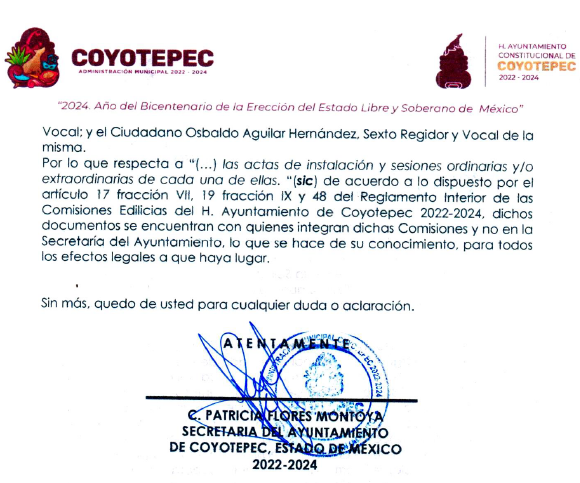 COYOTEPEC
ADMINISTRACIÓN MUNICIPAL 2022 - 2024
H. AYUNTAMIENTO
CONSTITUCIONAL DE
COYOTEPEC
2022 - 2024
"2024. Año del Bicentenario de la Erección del Estado Libre y Soberano de México"
Vocal; y el Ciudadano Osbaldo Aguilar Hernández, Sexto Regidor y Vocal de la
misma.
Por lo que respecta a "(...) las actas de instalación y sesiones ordinarias y/o
extraordinarias de cada una de ellas. "(sic) de acuerdo a lo dispuesto por el
artículo 17 fracción VII, 19 fracción IX y 48 del Reglamento Interior de las
Comisiones Edilicias del H. Ayuntamiento de Coyotepec 2022-2024, dichos
documentos se encuentran con quienes integran dichas Comisiones y no en la
Secretaría del Ayuntamiento, lo que se hace de su conocimiento, para todos
los efectos legales a que haya lugar.
Sin más, quedo de usted para cualquier duda o aclaración.
ATENTAMENTE
C. PATRICIA FLORES MONTOYA
SECRETARIA DEL AYUNTAMIENTO
DE COYOTEPEC, ESTADO DE MÉXICO
2022-2024